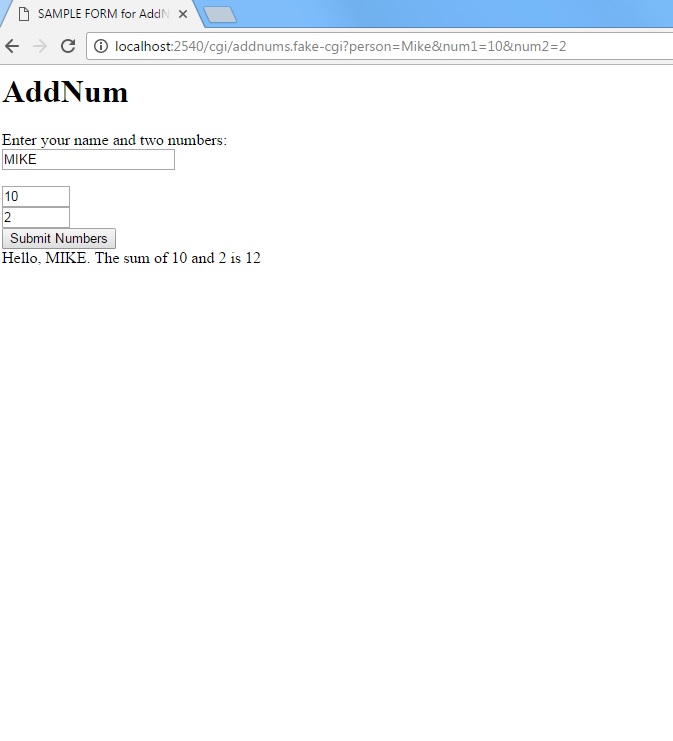 SAMPLE FORM for AddN
localhost:2540/cgi/addnums.fake-cgi?person=Mike&num1=10&num2=2
AddNum
Enter your name and two numbers:
MIKE
10
2
Submit Numbers
Hello, MIKE. The sum of 10 and 2 is 12